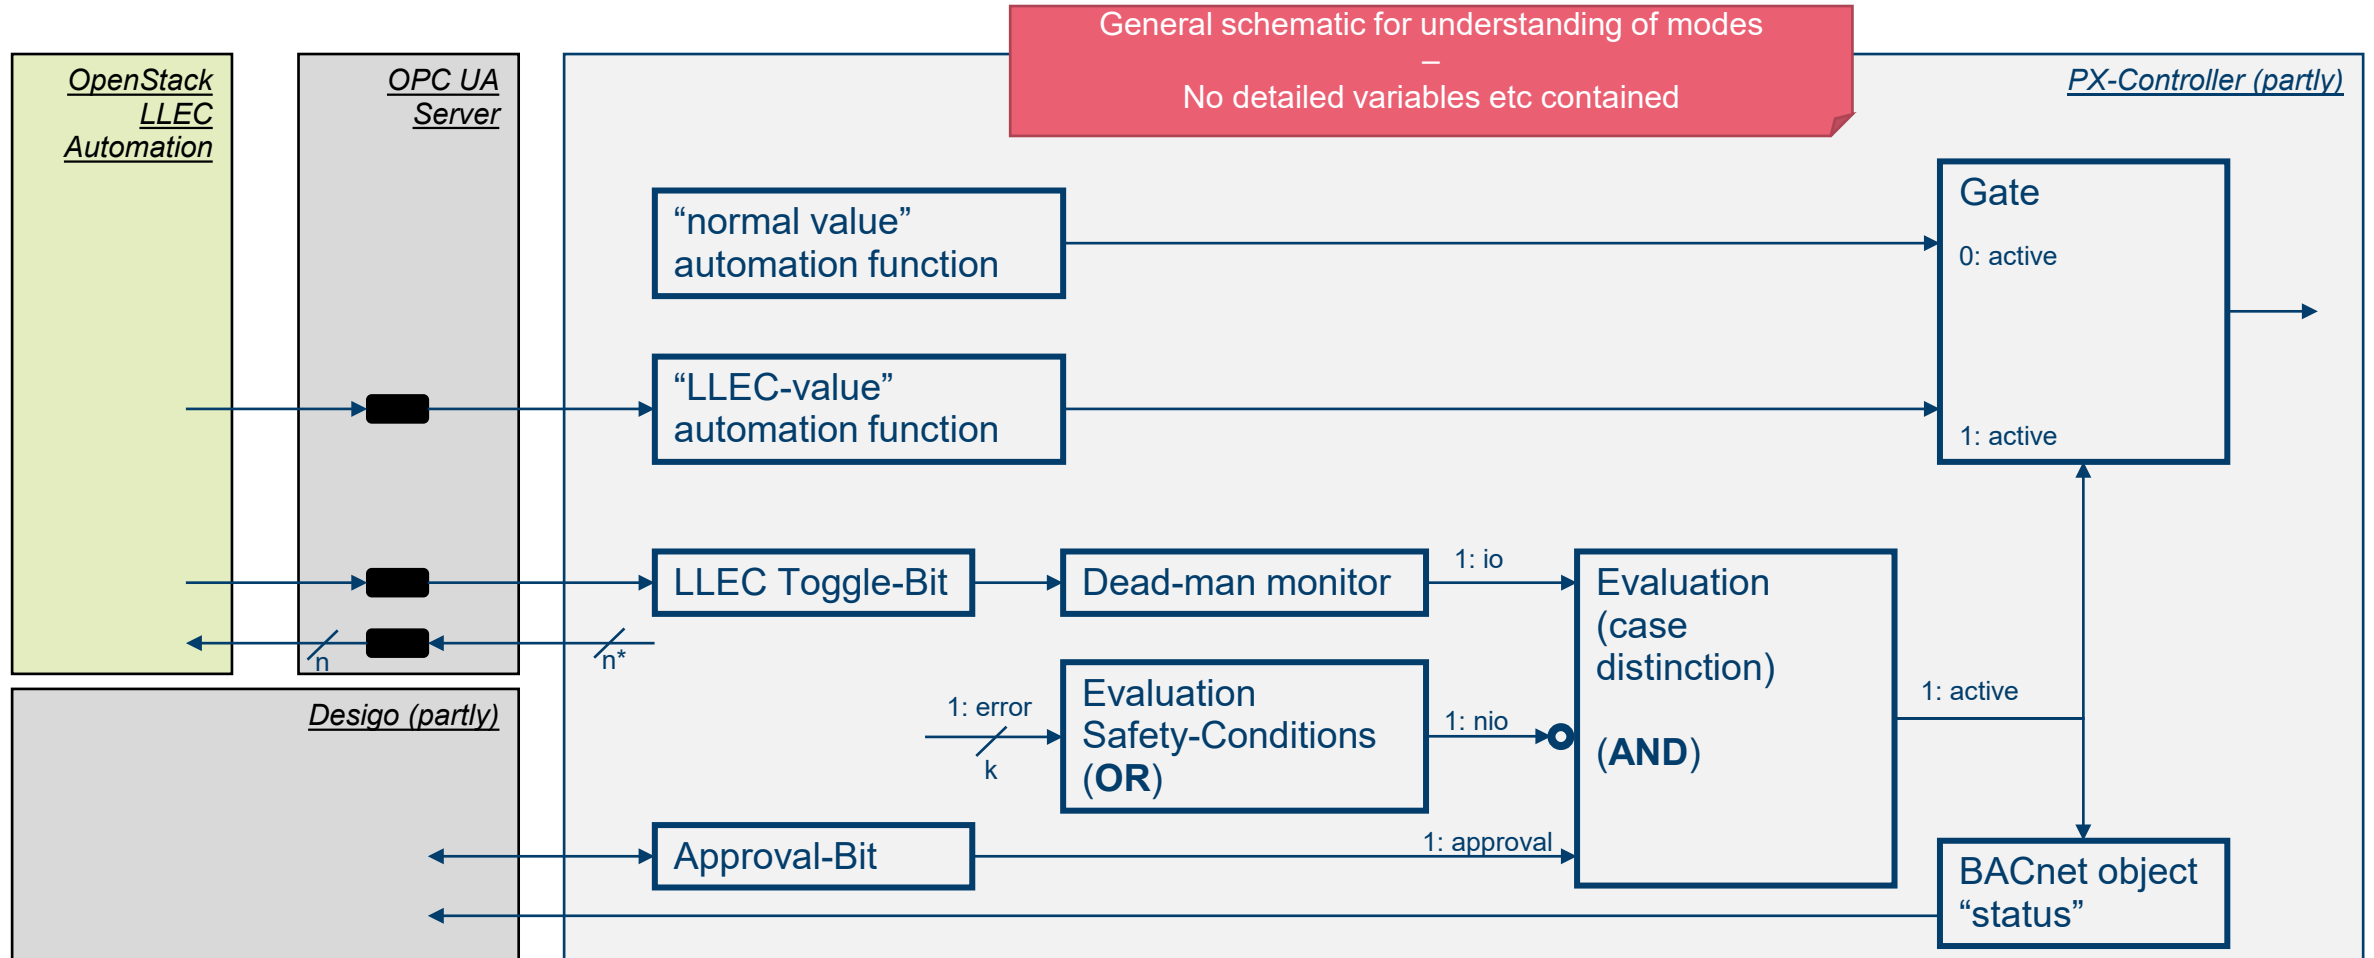 General schematic for understanding of modes
–
No detailed variables etc contained
OpenStack
LLEC
Automation
OPC UA
Server
PX-Controller (partly)
“normal value”
automation function
Gate
0: active
1: active
“LLEC-value”
automation function
LLEC Toggle-Bit
Dead-man monitor
1: io
Evaluation
(case
distinction)
(AND)
n
n*
1: error
k
Evaluation
Safety-Conditions
(OR)
1: nio
1: active
Desigo (partly)
Approval-Bit
1: approval
BACnet object
“status”